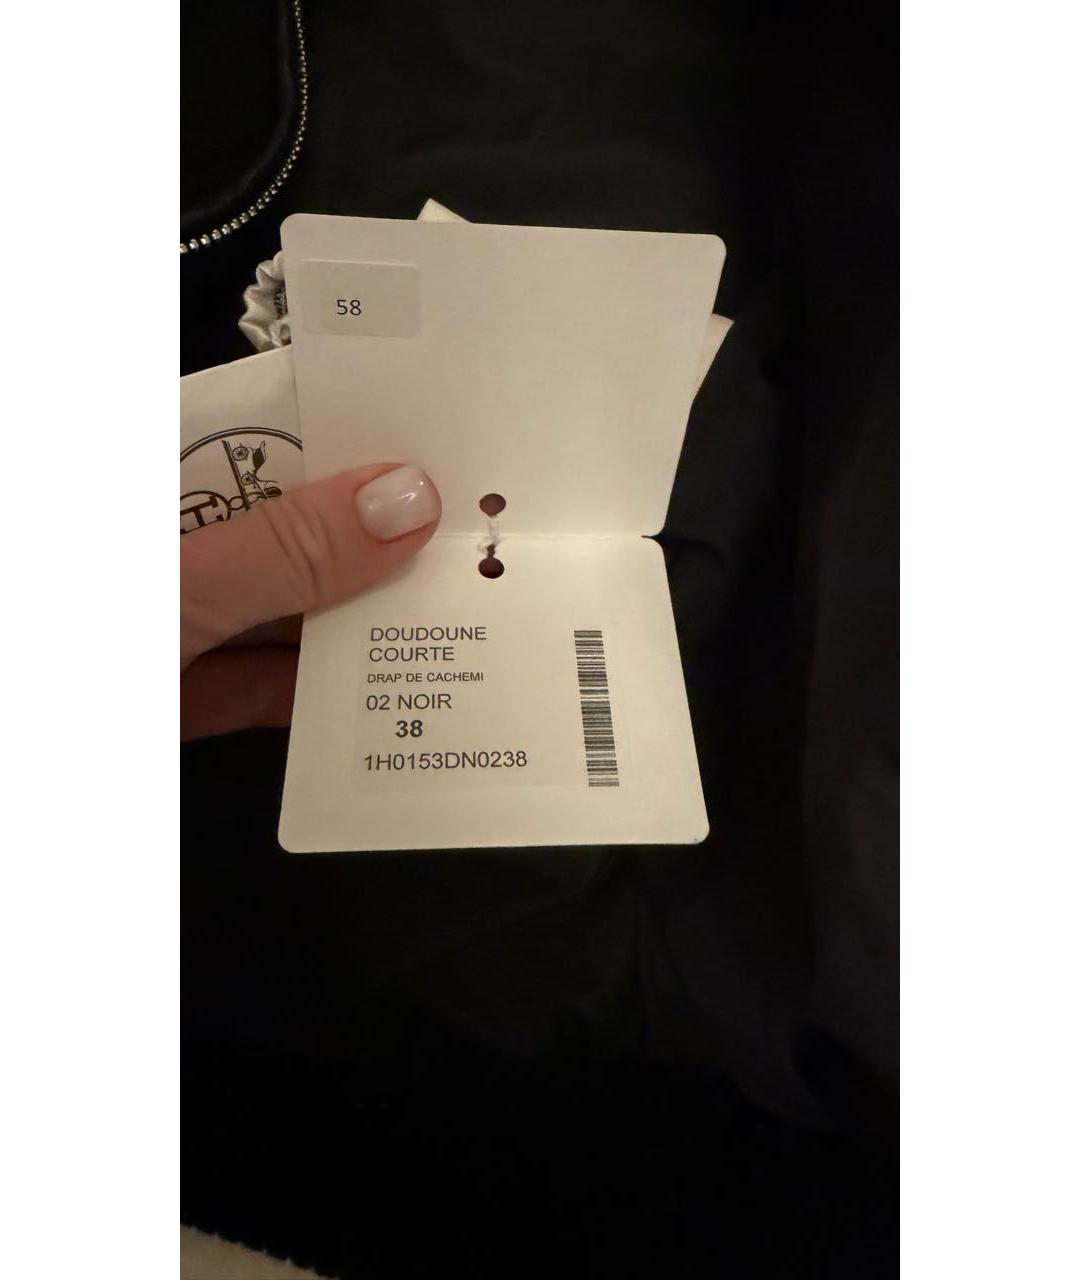 58
DOUDOUNE
COURTE
DRAP DE CACHEMI
02 NOIR
38
1H0153DN0238